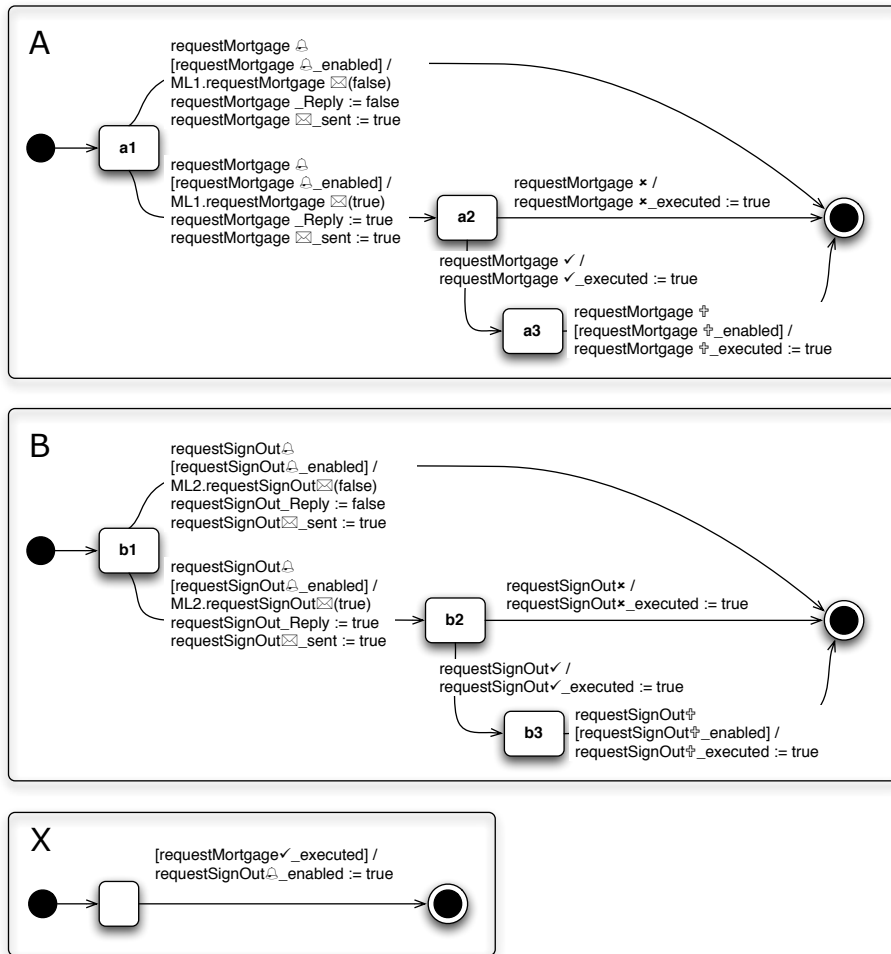 A
requestMortgage 🔔
[requestMortgage 🔔_enabled] /
ML1.requestMortgage ✉(false)
requestMortgage _Reply := false
requestMortgage ✉_sent := true
a1
requestMortgage 🔔
[requestMortgage 🔔_enabled] /
ML1.requestMortgage ✉(true)
requestMortgage _Reply := true
requestMortgage ✉_sent := true
a2
requestMortgage ✗ /
requestMortgage ✗_executed := true
requestMortgage ✓ /
requestMortgage ✓_executed := true
a3
requestMortgage ✞
[requestMortgage ✞_enabled] /
requestMortgage ✞_executed := true
B
requestSignOut🔔
[requestSignOut🔔_enabled] /
ML2.requestSignOut✉(false)
requestSignOut_Reply := false
requestSignOut✉_sent := true
b1
requestSignOut🔔
[requestSignOut🔔_enabled] /
ML2.requestSignOut✉(true)
requestSignOut_Reply := true
requestSignOut✉_sent := true
b2
requestSignOut✗ /
requestSignOut✗_executed := true
requestSignOut✓ /
requestSignOut✓_executed := true
b3
requestSignOut✞
[requestSignOut✞_enabled] /
requestSignOut✞_executed := true
X
[requestMortgage✓_executed] /
requestSignOut🔔_enabled := true